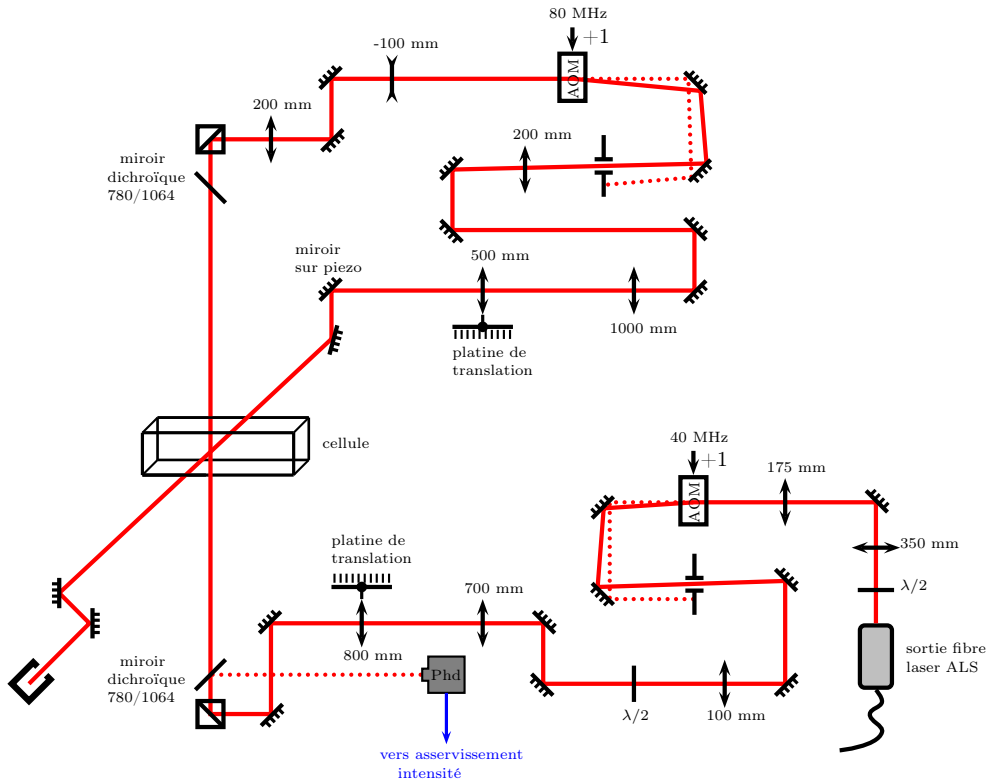 80 MHz
+1
-100 mm
AOM
200 mm
200 mm
miroir
dichroïque
780/1064
miroir
sur piezo
500 mm
1000 mm
platine de
translation
cellule
40 MHz
+1
175 mm
AOM
350 mm
λ/2
platine de
translation
700 mm
800 mm
sortie fibre
laser ALS
miroir
dichroïque
780/1064
Phd
λ/2
100 mm
vers asservissement
intensité